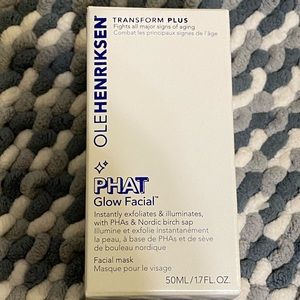 OLEHENRIKSEN
TRANSFORM PLUS
Fights all major signs of aging
Combat les principaux signes de l'âge
PHAT
Glow Facial™
Instantly exfoliates & illuminates,
with PHAs & Nordic birch sap
Illumine et exfolie instantanément
la peau, à base de PHAs et de sève
de bouleau nordique
Facial mask
Masque pour le visage
50ML / 1.7 FL. OZ.